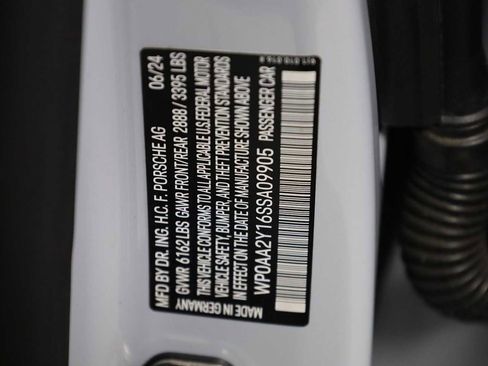 MFD BY DR. ING. H.C. F. PORSCHE AG 06/24
GVWR 6162 LBS GAWR FRONT/REAR 2888 / 3395 LBS
THIS VEHICLE CONFORMS TO ALL APPLICABLE U.S. FEDERAL MOTOR
VEHICLE SAFETY, BUMPER, AND THEFT PREVENTION STANDARDS
IN EFFECT ON THE DATE OF MANUFACTURE SHOWN ABOVE
WP0AA2Y16SSA09905 PASSENGER CAR
MADE IN GERMANY